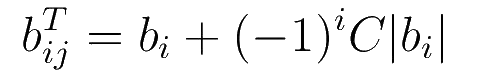 $b_{ij}^{T} = b_i + (-1)^i C|b_i|$